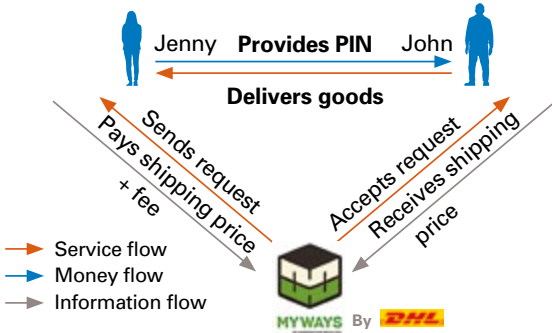 Jenny Provides PIN John
Delivers goods
Sends request
Pays shipping price
+ fee
Accepts request
Receives shipping
price
Service flow
Money flow
Information flow
MYWAYS By DHL